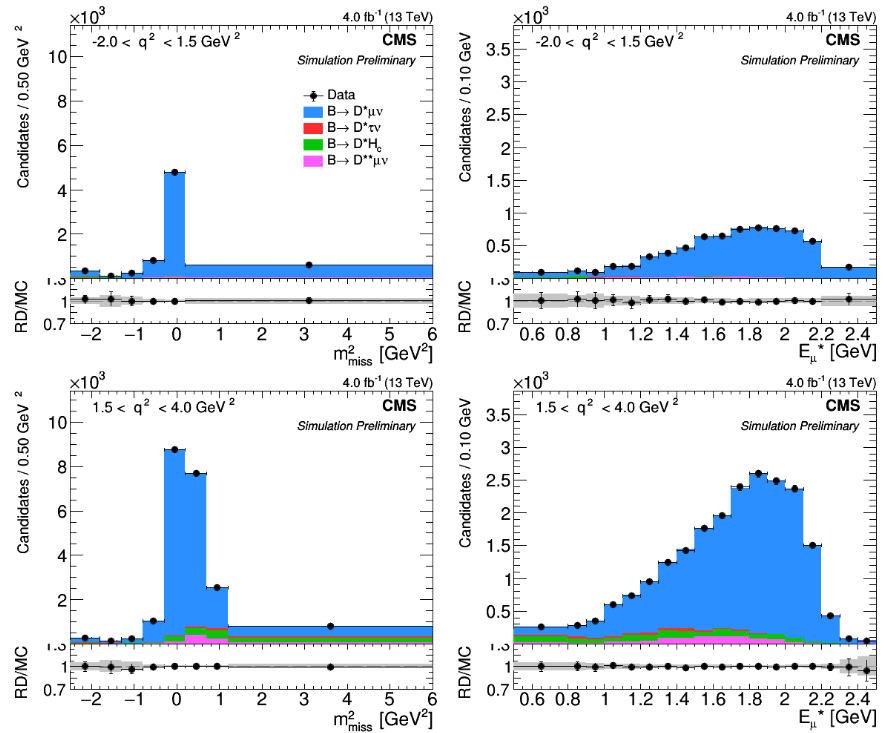 ×10³ 4.0 fb⁻¹ (13 TeV)
-2.0 < q² < 1.5 GeV² CMS
Simulation Preliminary
Candidates / 0.50 GeV²
10
8
6
4
2
Data
B→ D*μν
B→ D*τν
B→ D*H_c
B→ D**μν
RD/MC
1.3
1
0.7
−2 −1 0 1 2 3 4 5 6
m²_miss [GeV²]
×10³ 4.0 fb⁻¹ (13 TeV)
-2.0 < q² < 1.5 GeV² CMS
Simulation Preliminary
Candidates / 0.10 GeV
3.5
3
2.5
2
1.5
1
0.5
RD/MC
1.3
1
0.7
0.6 0.8 1 1.2 1.4 1.6 1.8 2 2.2 2.4
E_μ* [GeV]
×10³ 4.0 fb⁻¹ (13 TeV)
1.5 < q² < 4.0 GeV² CMS
Simulation Preliminary
Candidates / 0.50 GeV²
10
8
6
4
2
RD/MC
1.3
1
0.7
−2 −1 0 1 2 3 4 5 6
m²_miss [GeV²]
×10³ 4.0 fb⁻¹ (13 TeV)
1.5 < q² < 4.0 GeV² CMS
Simulation Preliminary
Candidates / 0.10 GeV
3.5
3
2.5
2
1.5
1
0.5
RD/MC
1.3
1
0.7
0.6 0.8 1 1.2 1.4 1.6 1.8 2 2.2 2.4
E_μ* [GeV]